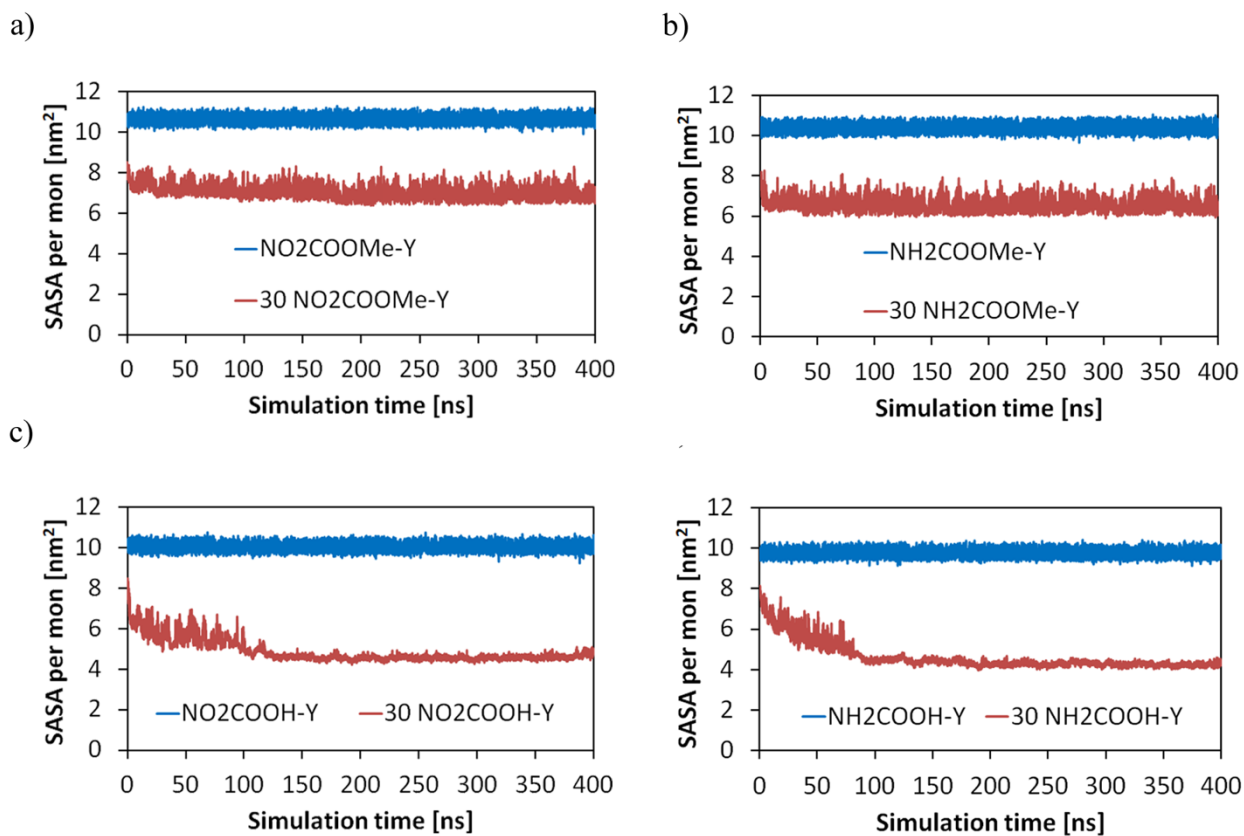 a)
SASA per mon [nm²]
12
10
8
6
4
2
0
NO2COOMe-Y
30 NO2COOMe-Y
0 50 100 150 200 250 300 350 400
Simulation time [ns]
b)
SASA per mon [nm²]
12
10
8
6
4
2
0
NH2COOMe-Y
30 NH2COOMe-Y
0 50 100 150 200 250 300 350 400
Simulation time [ns]
c)
SASA per mon [nm²]
12
10
8
6
4
2
0
NO2COOH-Y 30 NO2COOH-Y
0 50 100 150 200 250 300 350 400
Simulation time [ns]
SASA per mon [nm²]
12
10
8
6
4
2
0
NH2COOH-Y 30 NH2COOH-Y
0 50 100 150 200 250 300 350 400
Simulation time [ns]